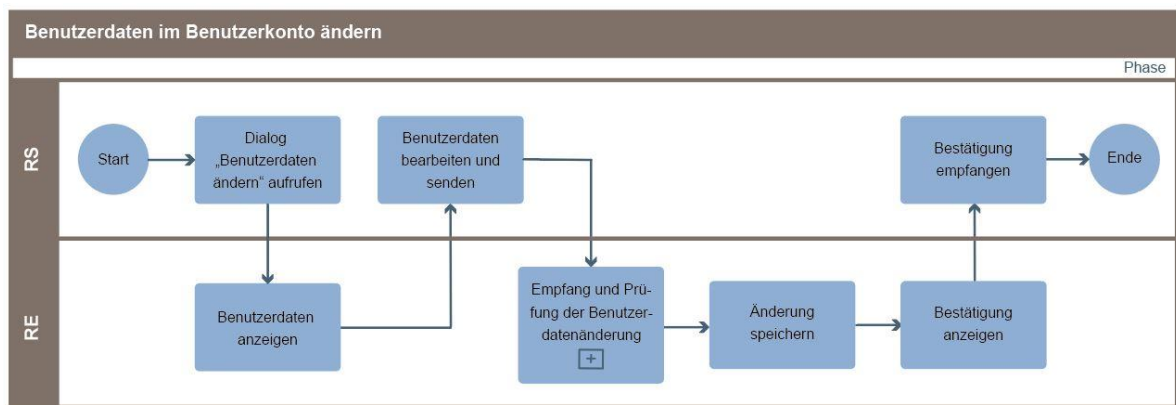 Benutzerdaten im Benutzerkonto ändern
Phase
RS
Start
Dialog
„Benutzerdaten
ändern“ aufrufen
Benutzerdaten
bearbeiten und
senden
Bestätigung
empfangen
Ende
RE
Benutzerdaten
anzeigen
Empfang und Prü-
fung der Benutzer-
datenänderung
+
Änderung
speichern
Bestätigung
anzeigen